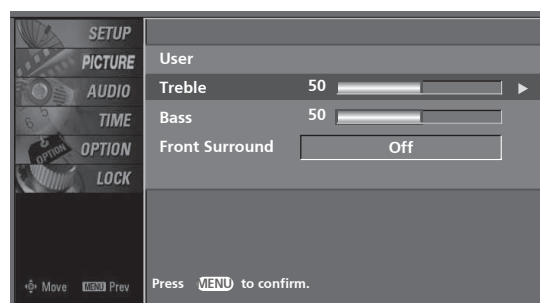 SETUP
PICTURE
AUDIO
TIME
OPTION
LOCK
Move MENU Prev
User
Treble 50
Bass 50
Front Surround Off
Press MENU to confirm.